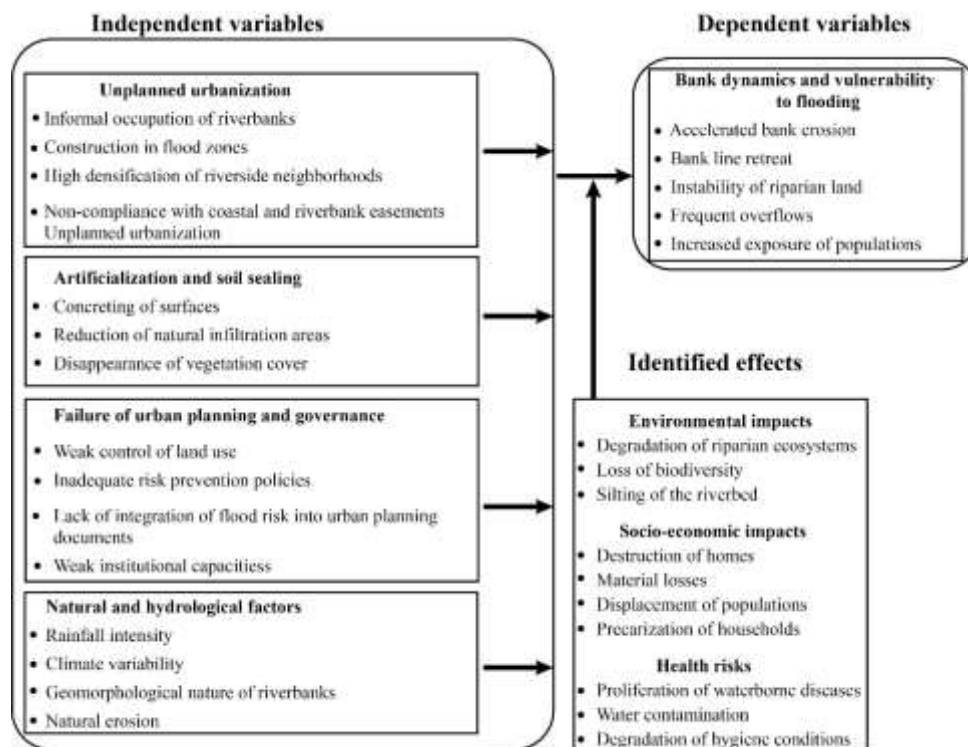 Independent variables
Unplanned urbanization
• Informal occupation of riverbanks
• Construction in flood zones
• High densification of riverside neighborhoods
• Non-compliance with coastal and riverbank easements
Unplanned urbanization
Artificialization and soil sealing
• Concreting of surfaces
• Reduction of natural infiltration areas
• Disappearance of vegetation cover
Failure of urban planning and governance
• Weak control of land use
• Inadequate risk prevention policies
• Lack of integration of flood risk into urban planning
documents
• Weak institutional capacitiess
Natural and hydrological factors
• Rainfall intensity
• Climate variability
• Geomorphological nature of riverbanks
• Natural erosion
Dependent variables
Bank dynamics and vulnerability
to flooding
• Accelerated bank erosion
• Bank line retreat
• Instability of riparian land
• Frequent overflows
• Increased exposure of populations
Identified effects
Environmental impacts
• Degradation of riparian ecosystems
• Loss of biodiversity
• Silting of the riverbed
Socio-economic impacts
• Destruction of homes
• Material losses
• Displacement of populations
• Precarization of households
Health risks
• Proliferation of waterborne diseases
• Water contamination
• Degradation of hygiene conditions